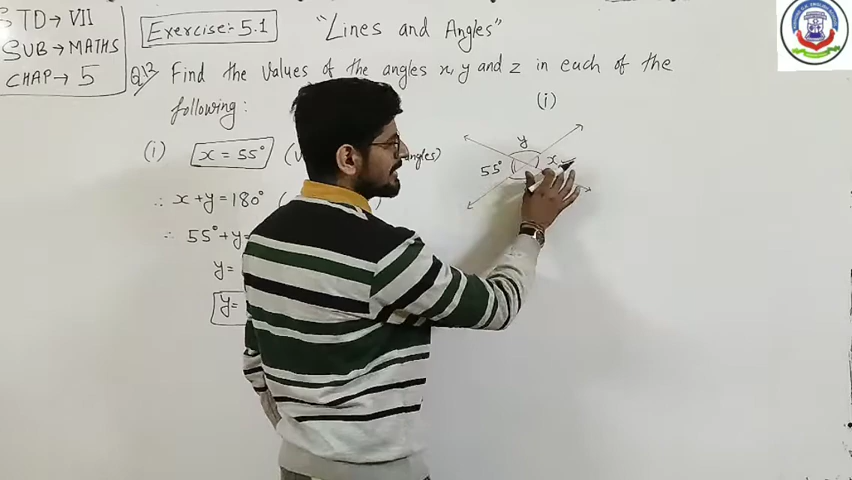 STD → VII
SUB → MATHS
CHAP → 5
Exercise:- 5.1
"Lines and Angles"
Q12 Find the values of the angles x, y and z in each of the
following:
(i)
(i) x = 55° (V angles)
∴ x + y = 180° (
∴ 55° + y =
y =
y =
y
55°
x